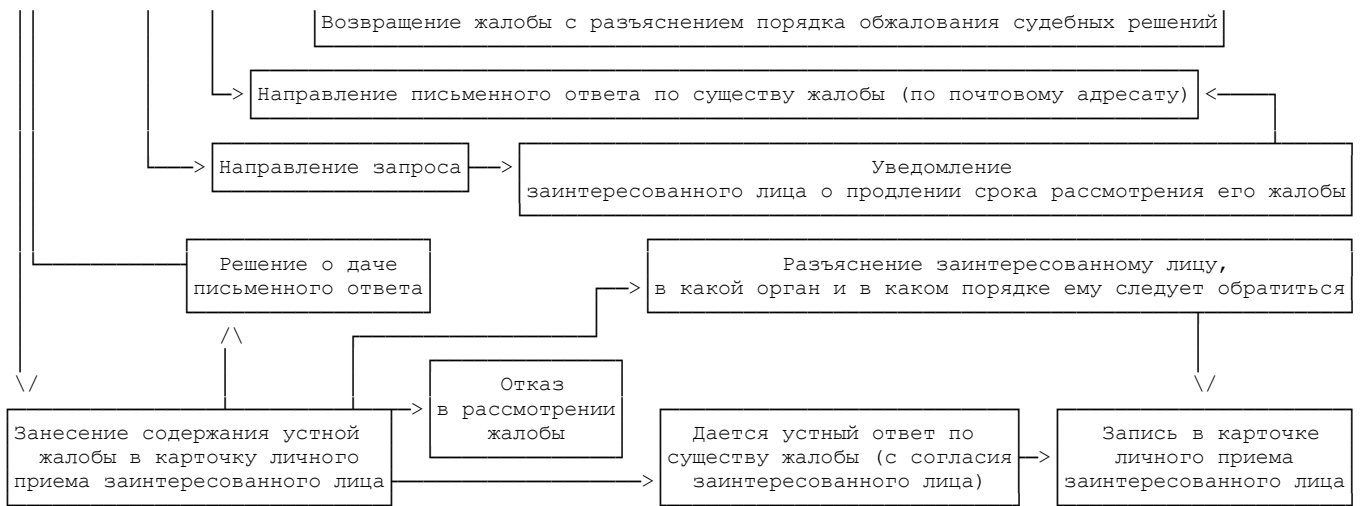 Возвращение жалобы с разъяснением порядка обжалования судебных решений
Направление письменного ответа по существу жалобы (по почтовому адресату)
Направление запроса
Уведомление
заинтересованного лица о продлении срока рассмотрения его жалобы
Решение о даче
письменного ответа
Разъяснение заинтересованному лицу,
в какой орган и в каком порядке ему следует обратиться
Отказ
в рассмотрении
жалобы
Занесение содержания устной
жалобы в карточку личного
приема заинтересованного лица
Дается устный ответ по
существу жалобы (с согласия
заинтересованного лица)
Запись в карточке
личного приема
заинтересованного лица